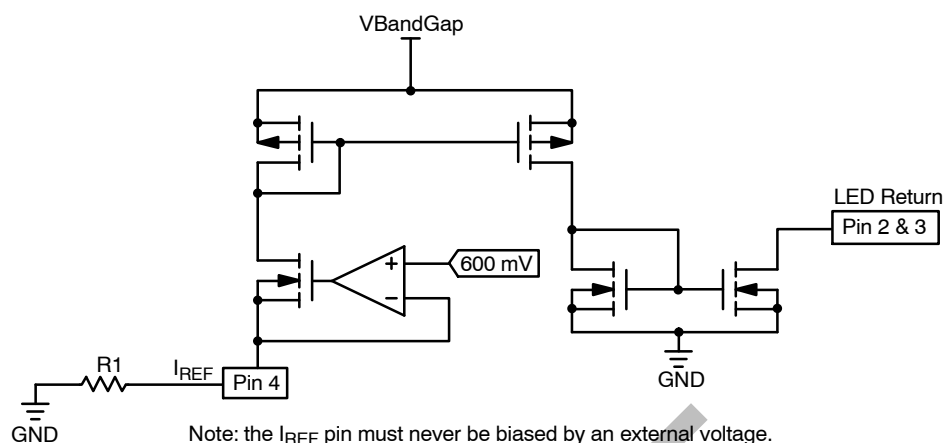 VBandGap
LED Return
Pin 2 & 3
+
600 mV
−
R1
IREF
Pin 4
GND
GND
Note: the IREF pin must never be biased by an external voltage.